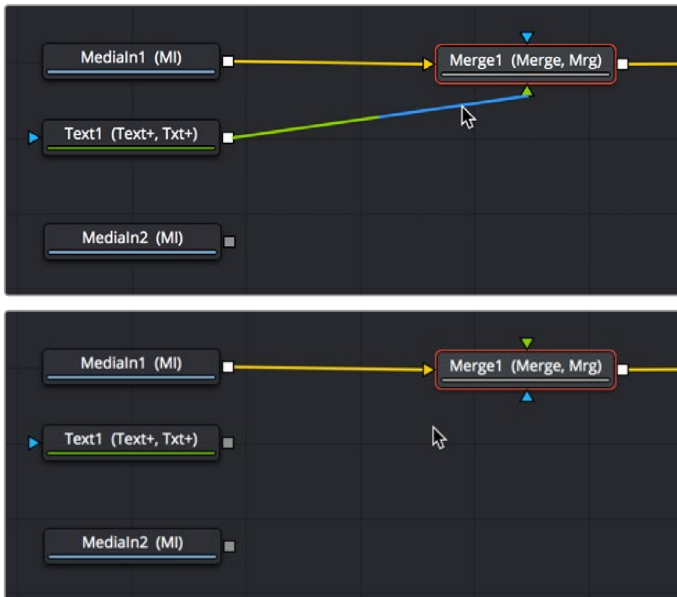 MediaIn1 (MI)
Merge1 (Merge, Mrg)
Text1 (Text+, Txt+)
MediaIn2 (MI)
MediaIn1 (MI)
Merge1 (Merge, Mrg)
Text1 (Text+, Txt+)
MediaIn2 (MI)